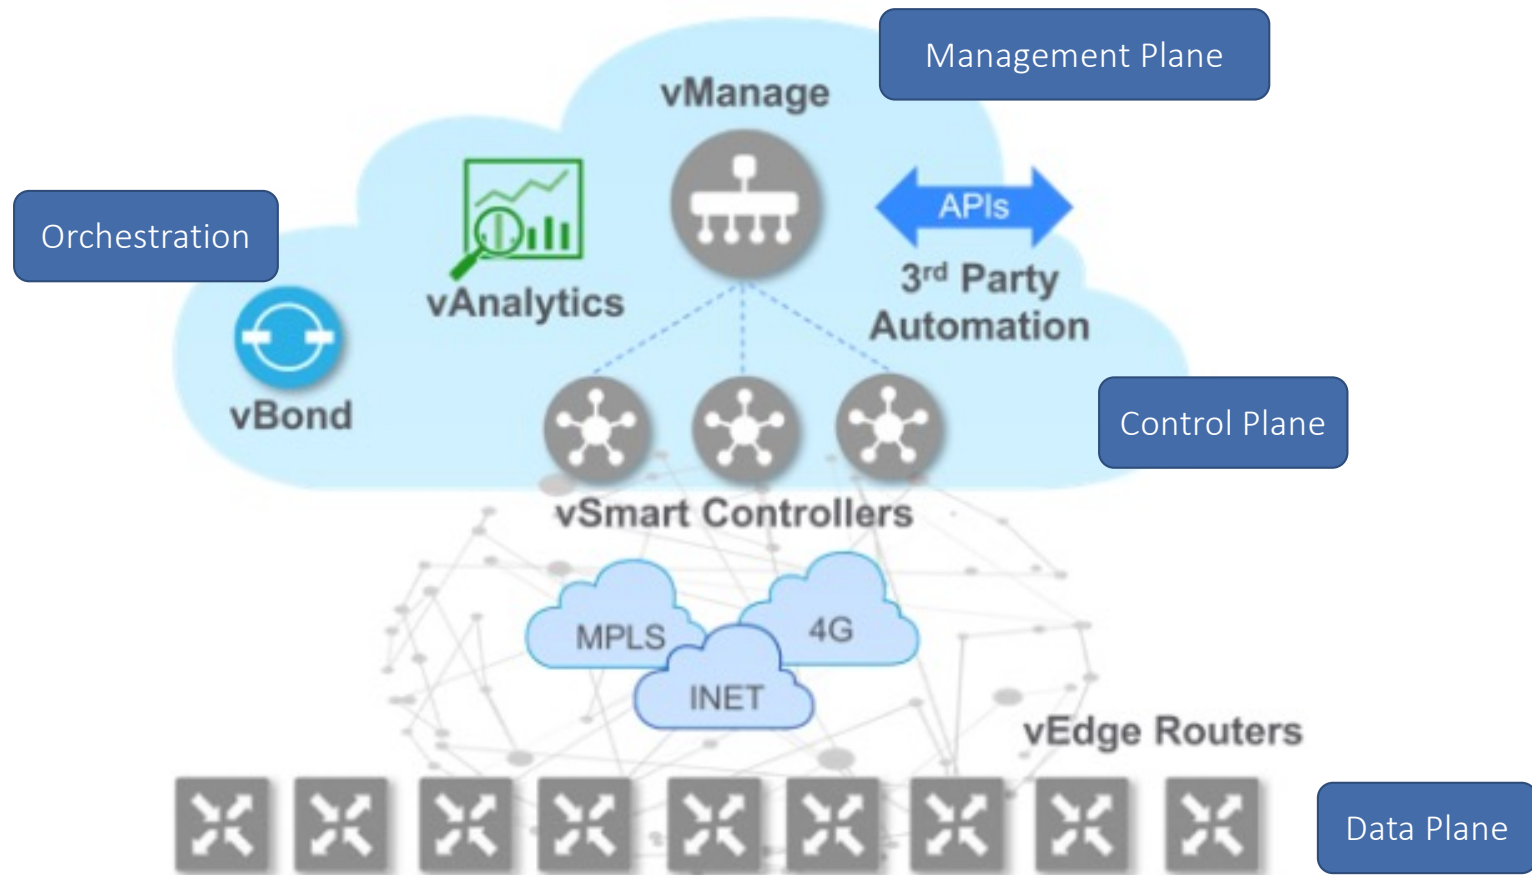 Management Plane
vManage
Orchestration
APIs
vAnalytics
3rd Party
Automation
vBond
Control Plane
vSmart Controllers
MPLS
4G
INET
vEdge Routers
Data Plane